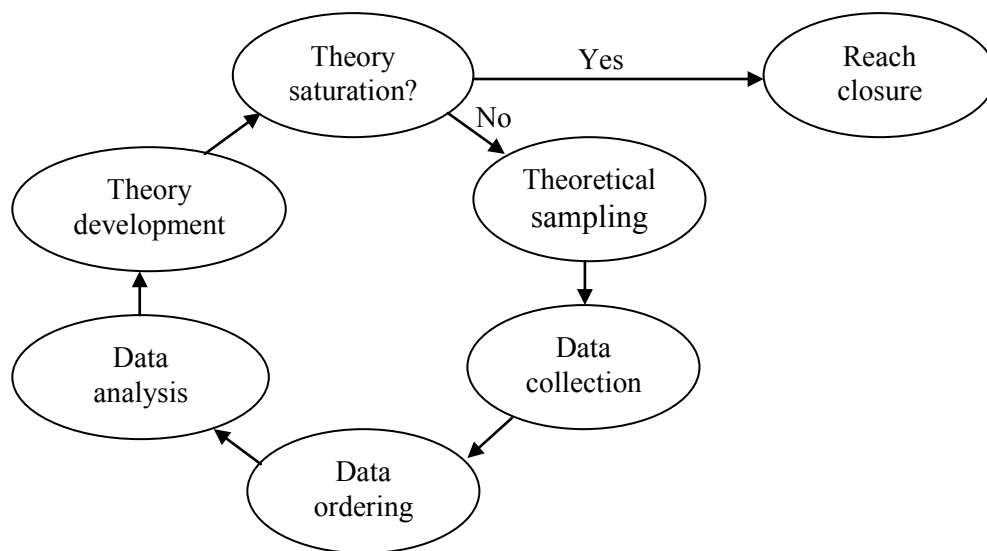 Theory
saturation?
Yes
Reach
closure
No
Theoretical
sampling
Data
collection
Data
ordering
Data
analysis
Theory
development